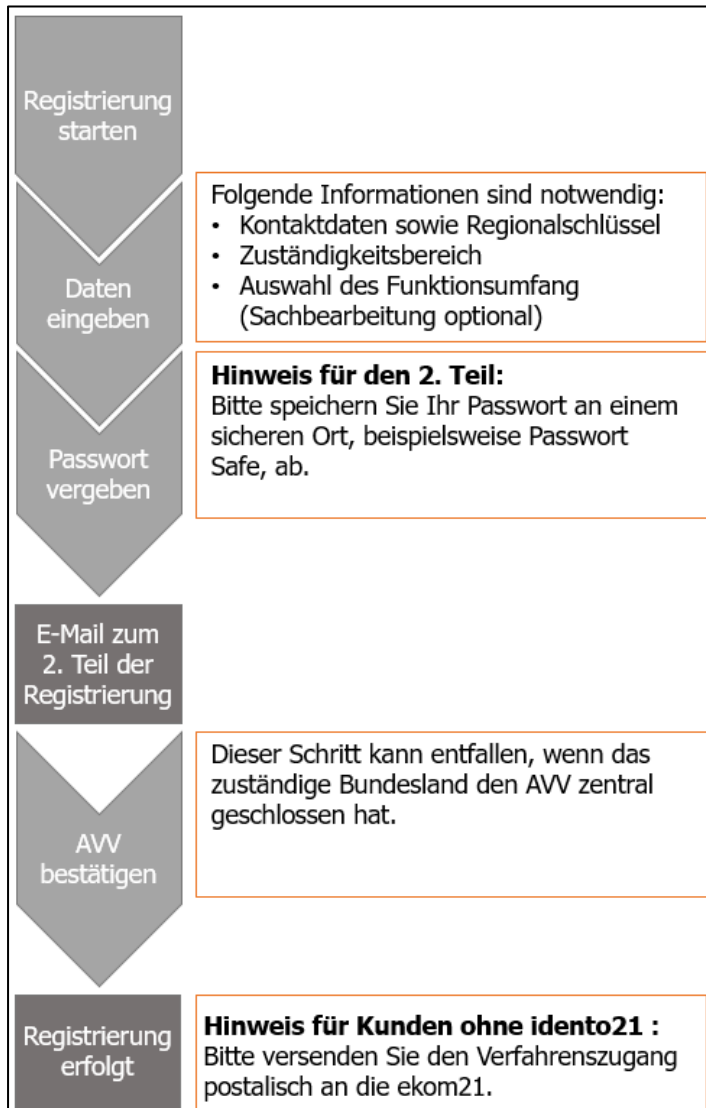 Registrierung
starten
Folgende Informationen sind notwendig:
• Kontaktdaten sowie Regionalschlüssel
• Zuständigkeitsbereich
• Auswahl des Funktionsumfang
(Sachbearbeitung optional)
Daten
eingeben
Hinweis für den 2. Teil:
Bitte speichern Sie Ihr Passwort an einem
sicheren Ort, beispielsweise Passwort
Safe, ab.
Passwort
vergeben
E-Mail zum
2. Teil der
Registrierung
Dieser Schritt kann entfallen, wenn das
zuständige Bundesland den AVV zentral
geschlossen hat.
AVV
bestätigen
Registrierung
erfolgt
Hinweis für Kunden ohne idento21 :
Bitte versenden Sie den Verfahrenszugang
postalisch an die ekom21.